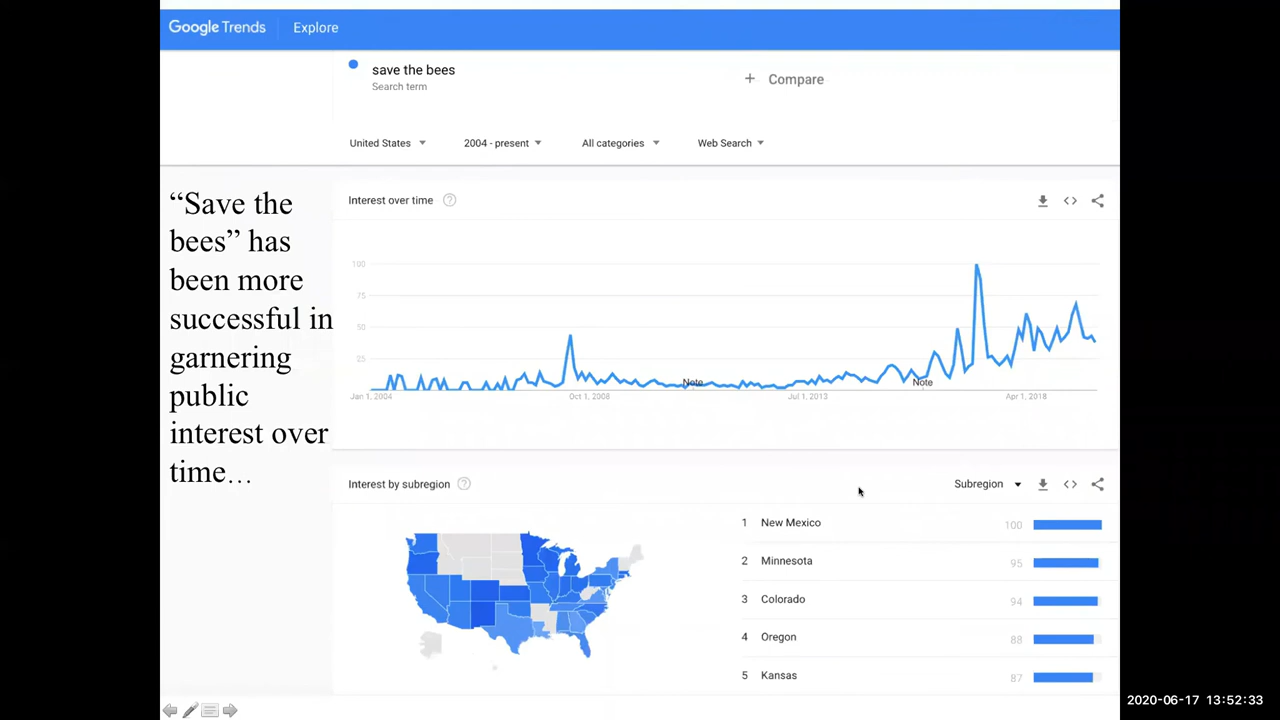 Google Trends
Explore
save the bees
Search term
+ Compare
United States
2004 - present
All categories
Web Search
“Save the
bees” has
been more
successful in
garnering
public
interest over
time…
Interest over time
100
75
50
25
Note
Note
Jan 1, 2004
Oct 1, 2008
Jul 1, 2013
Apr 1, 2018
Interest by subregion
Subregion
1 New Mexico 100
2 Minnesota 95
3 Colorado 94
4 Oregon 88
5 Kansas 87
2020-06-17 13:52:33